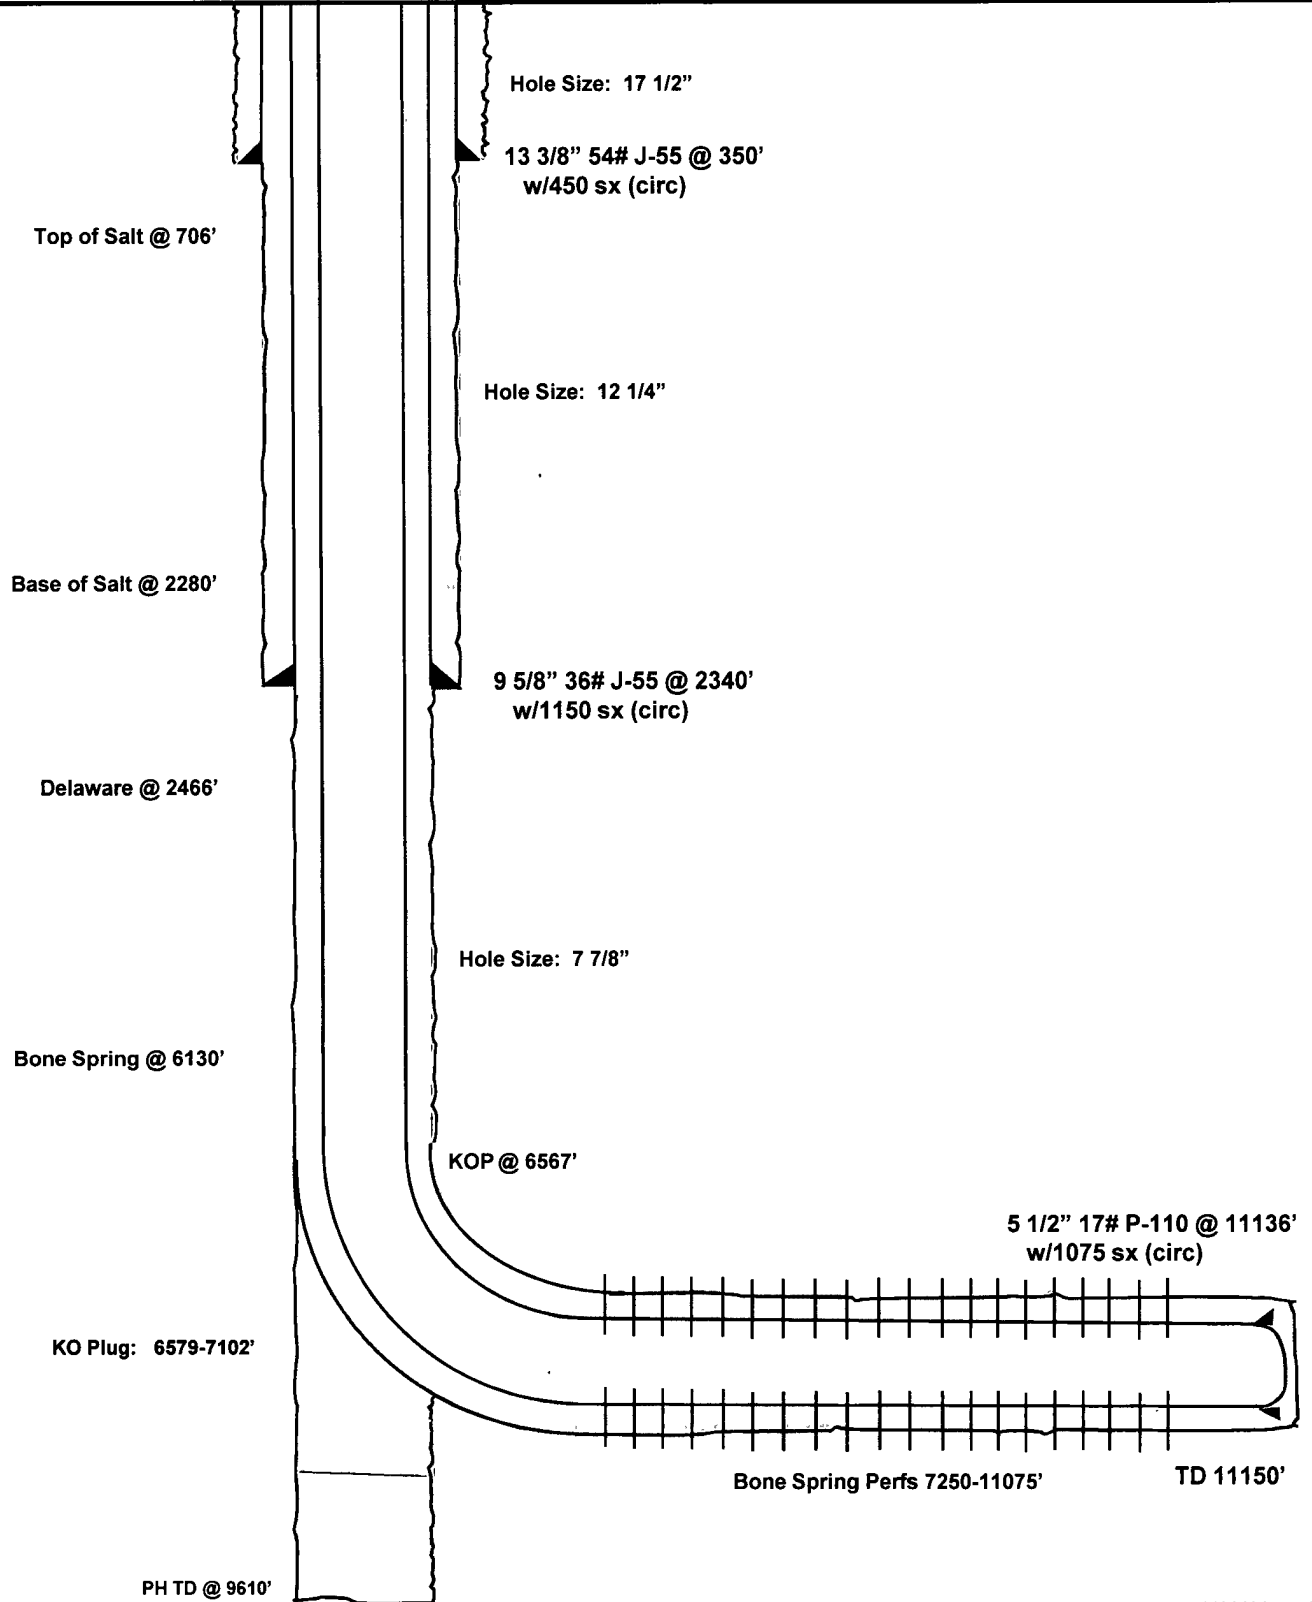 Hole Size: 17 1/2”
13 3/8” 54# J-55 @ 350’
w/450 sx (circ)
Top of Salt @ 706’
Hole Size: 12 1/4”
Base of Salt @ 2280’
9 5/8” 36# J-55 @ 2340’
w/1150 sx (circ)
Delaware @ 2466’
Hole Size: 7 7/8”
Bone Spring @ 6130’
KOP @ 6567’
5 1/2” 17# P-110 @ 11136’
w/1075 sx (circ)
KO Plug: 6579-7102’
Bone Spring Perfs 7250-11075’
TD 11150’
PH TD @ 9610’